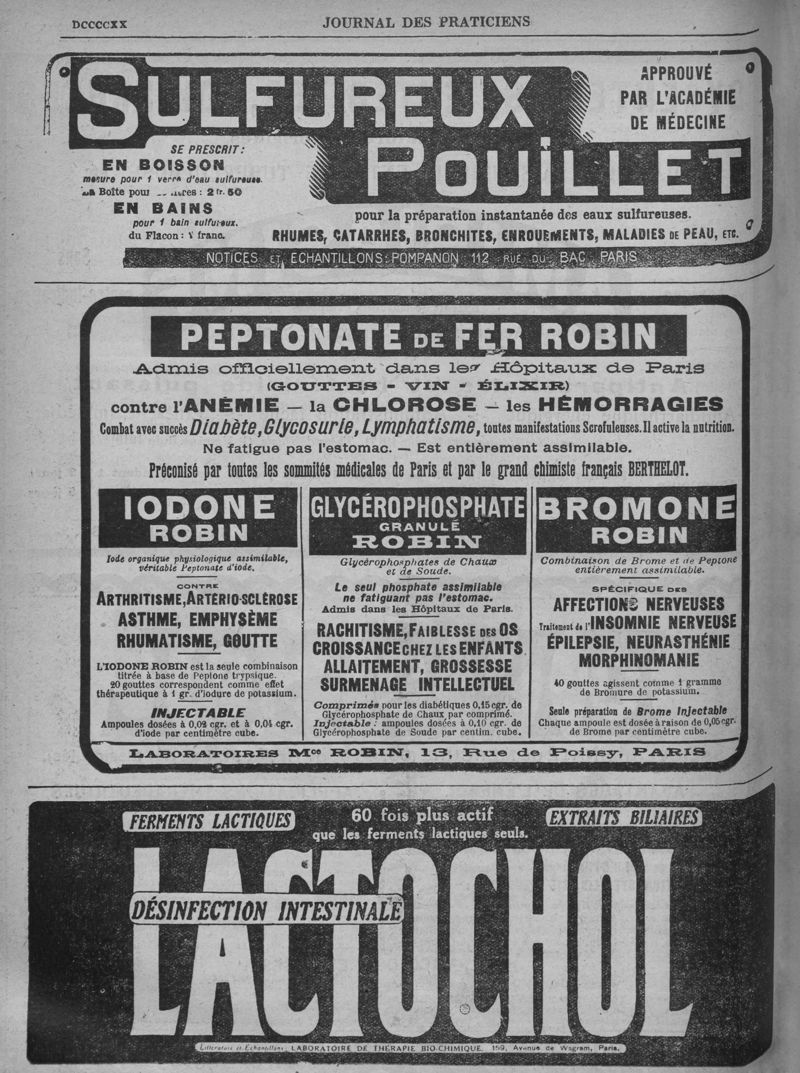 DCCCCXX
JOURNAL DES PRATICIENS
SULFUREUX
POUILLET
APPROUVÉ
PAR L'ACADÉMIE
DE MÉDECINE
SE PRESCRIT:
EN BOISSON
mesure pour 1 verre d'eau sulfureuse.
La Boîte pour : 2 fr. 50
EN BAINS
pour 1 bain sulfureux.
du Flacon: franc.
pour la préparation instantanée des eaux sulfureuses.
RHUMES, CATARRHES, BRONCHITES, ENROUEMENTS, MALADIES DE PEAU, ETC.
NOTICES ET ECHANTILLONS: POMPANON 112 RUE DU BAC PARIS
PEPTONATE DE FER ROBIN
Admis officiellement dans les Hôpitaux de Paris
(GOUTTES - VIN - ÉLIXIR)
contre l'ANÉMIE — la CHLOROSE — les HÉMORRAGIES
Combat avec succès Diabète, Glycosurie, Lymphatisme, toutes manifestations Scrofuleuses. Il active la nutrition.
Ne fatigue pas l'estomac. — Est entièrement assimilable.
Préconisé par toutes les sommités médicales de Paris et par le grand chimiste français BERTHELOT.
IODONE
ROBIN
Iode organique physiologique assimilable,
véritable Peptonate d'iode.
CONTRE
ARTHRITISME, ARTÉRIO-SCLÉROSE
ASTHME, EMPHYSÈME
RHUMATISME, GOUTTE
L'IODONE ROBIN est la seule combinaison
titrée à base de Peptone trypsique.
20 gouttes correspondent comme effet
thérapeutique à 1 gr. d'iodure de potassium.
INJECTABLE
Ampoules dosées à 0,02 cgr. et à 0,04 cgr.
d'iode par centimètre cube.
GLYCÉROPHOSPHATE
GRANULÉ
ROBIN
Glycérophosphates de Chaux
et de Soude.
Le seul phosphate assimilable
ne fatiguant pas l'estomac.
Admis dans les Hôpitaux de Paris.
RACHITISME, FAIBLESSE DES OS
CROISSANCE CHEZ LES ENFANTS
ALLAITEMENT, GROSSESSE
SURMENAGE INTELLECTUEL
Comprimés pour les diabétiques 0,15 cgr. de
Glycérophosphate de Chaux par comprimé.
Injectable: ampoules dosées à 0,10 cgr. de
Glycérophosphate de Soude par centim. cube.
BROMONE
ROBIN
Combinaison de Brome et de Peptone
entièrement assimilable.
SPÉCIFIQUE DES
AFFECTIONS NERVEUSES
Traitement de l'INSOMNIE NERVEUSE
ÉPILEPSIE, NEURASTHÉNIE
MORPHINOMANIE
40 gouttes agissent comme 1 gramme
de Bromure de potassium.
Seule préparation de Brome Injectable
Chaque ampoule est dosée à raison de 0,05 cgr.
de Brome par centimètre cube.
LABORATOIRES Mce ROBIN, 13, Rue de Poissy, PARIS
FERMENTS LACTIQUES
60 fois plus actif
que les ferments lactiques seuls.
EXTRAITS BILIAIRES
LACTOCHOL
DÉSINFECTION INTESTINALE
Littérature et Échantillons: LABORATOIRE DE THÉRAPIE BIO-CHIMIQUE. 159, Avenue de Wagram, Paris.